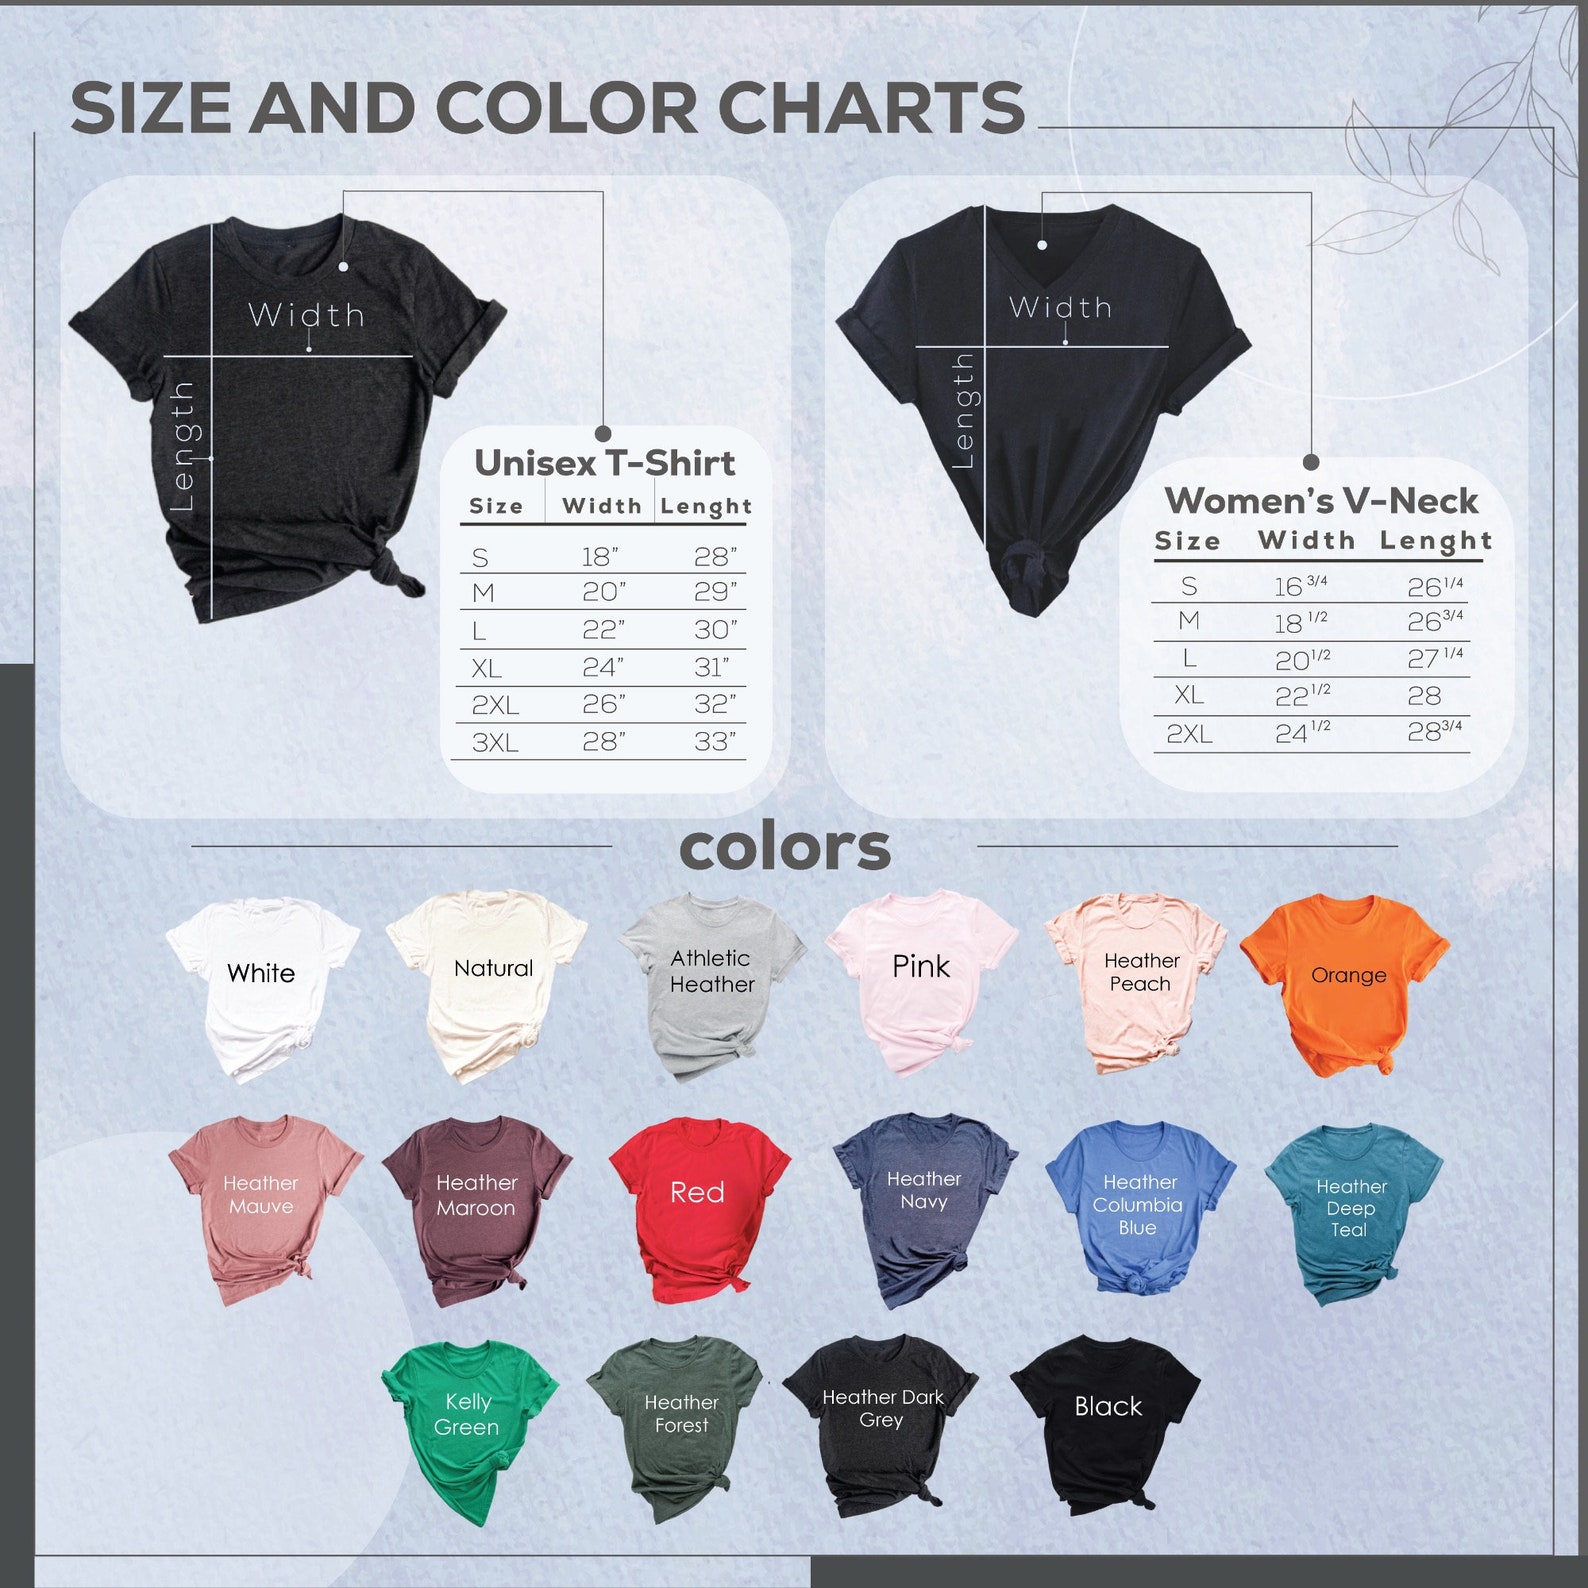 SIZE AND COLOR CHARTS
Width
Length
Unisex T-Shirt
Size Width Lenght
S 18” 28”
M 20” 29”
L 22” 30”
XL 24” 31”
2XL 26” 32”
3XL 28” 33”
Width
Length
Women’s V-Neck
Size Width Lenght
S 16 3/4 26 1/4
M 18 1/2 26 3/4
L 20 1/2 27 1/4
XL 22 1/2 28
2XL 24 1/2 28 3/4
colors
White
Natural
Athletic
Heather
Pink
Heather
Peach
Orange
Heather
Mauve
Heather
Maroon
Red
Heather
Navy
Heather
Columbia
Blue
Heather
Deep
Teal
Kelly
Green
Heather
Forest
Heather Dark
Grey
Black